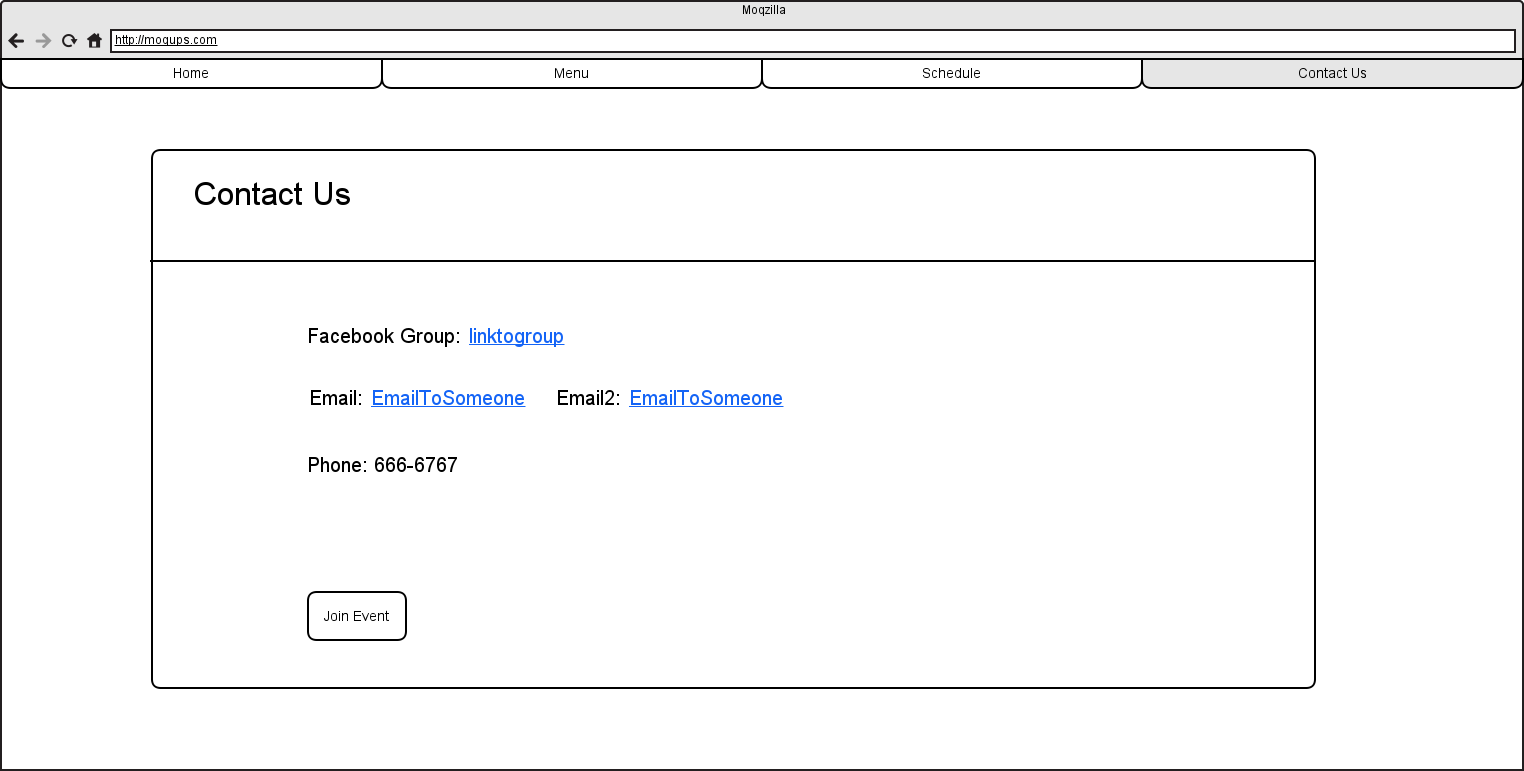 Moqzilla
http://moqups.com
Home Menu Schedule Contact Us
Contact Us
Facebook Group: linktogroup
Email: EmailToSomeone Email2: EmailToSomeone
Phone: 666-6767
Join Event